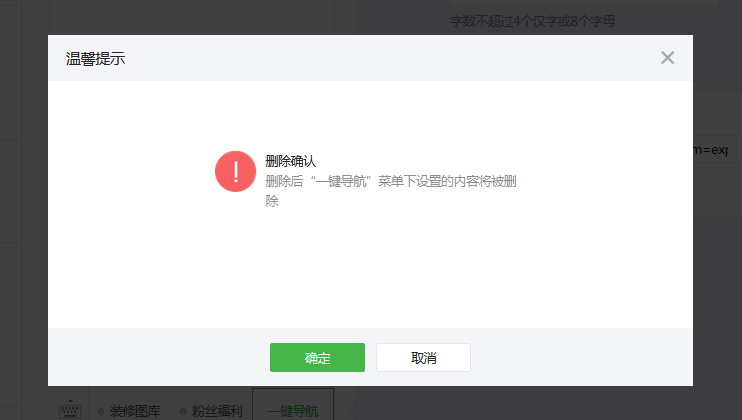 字数不超过4个汉字或8个字母
温馨提示
m=exp
删除确认
删除后“一键导航”菜单下设置的内容将被删
除
确定
取消
装修图库
粉丝福利
一键导航